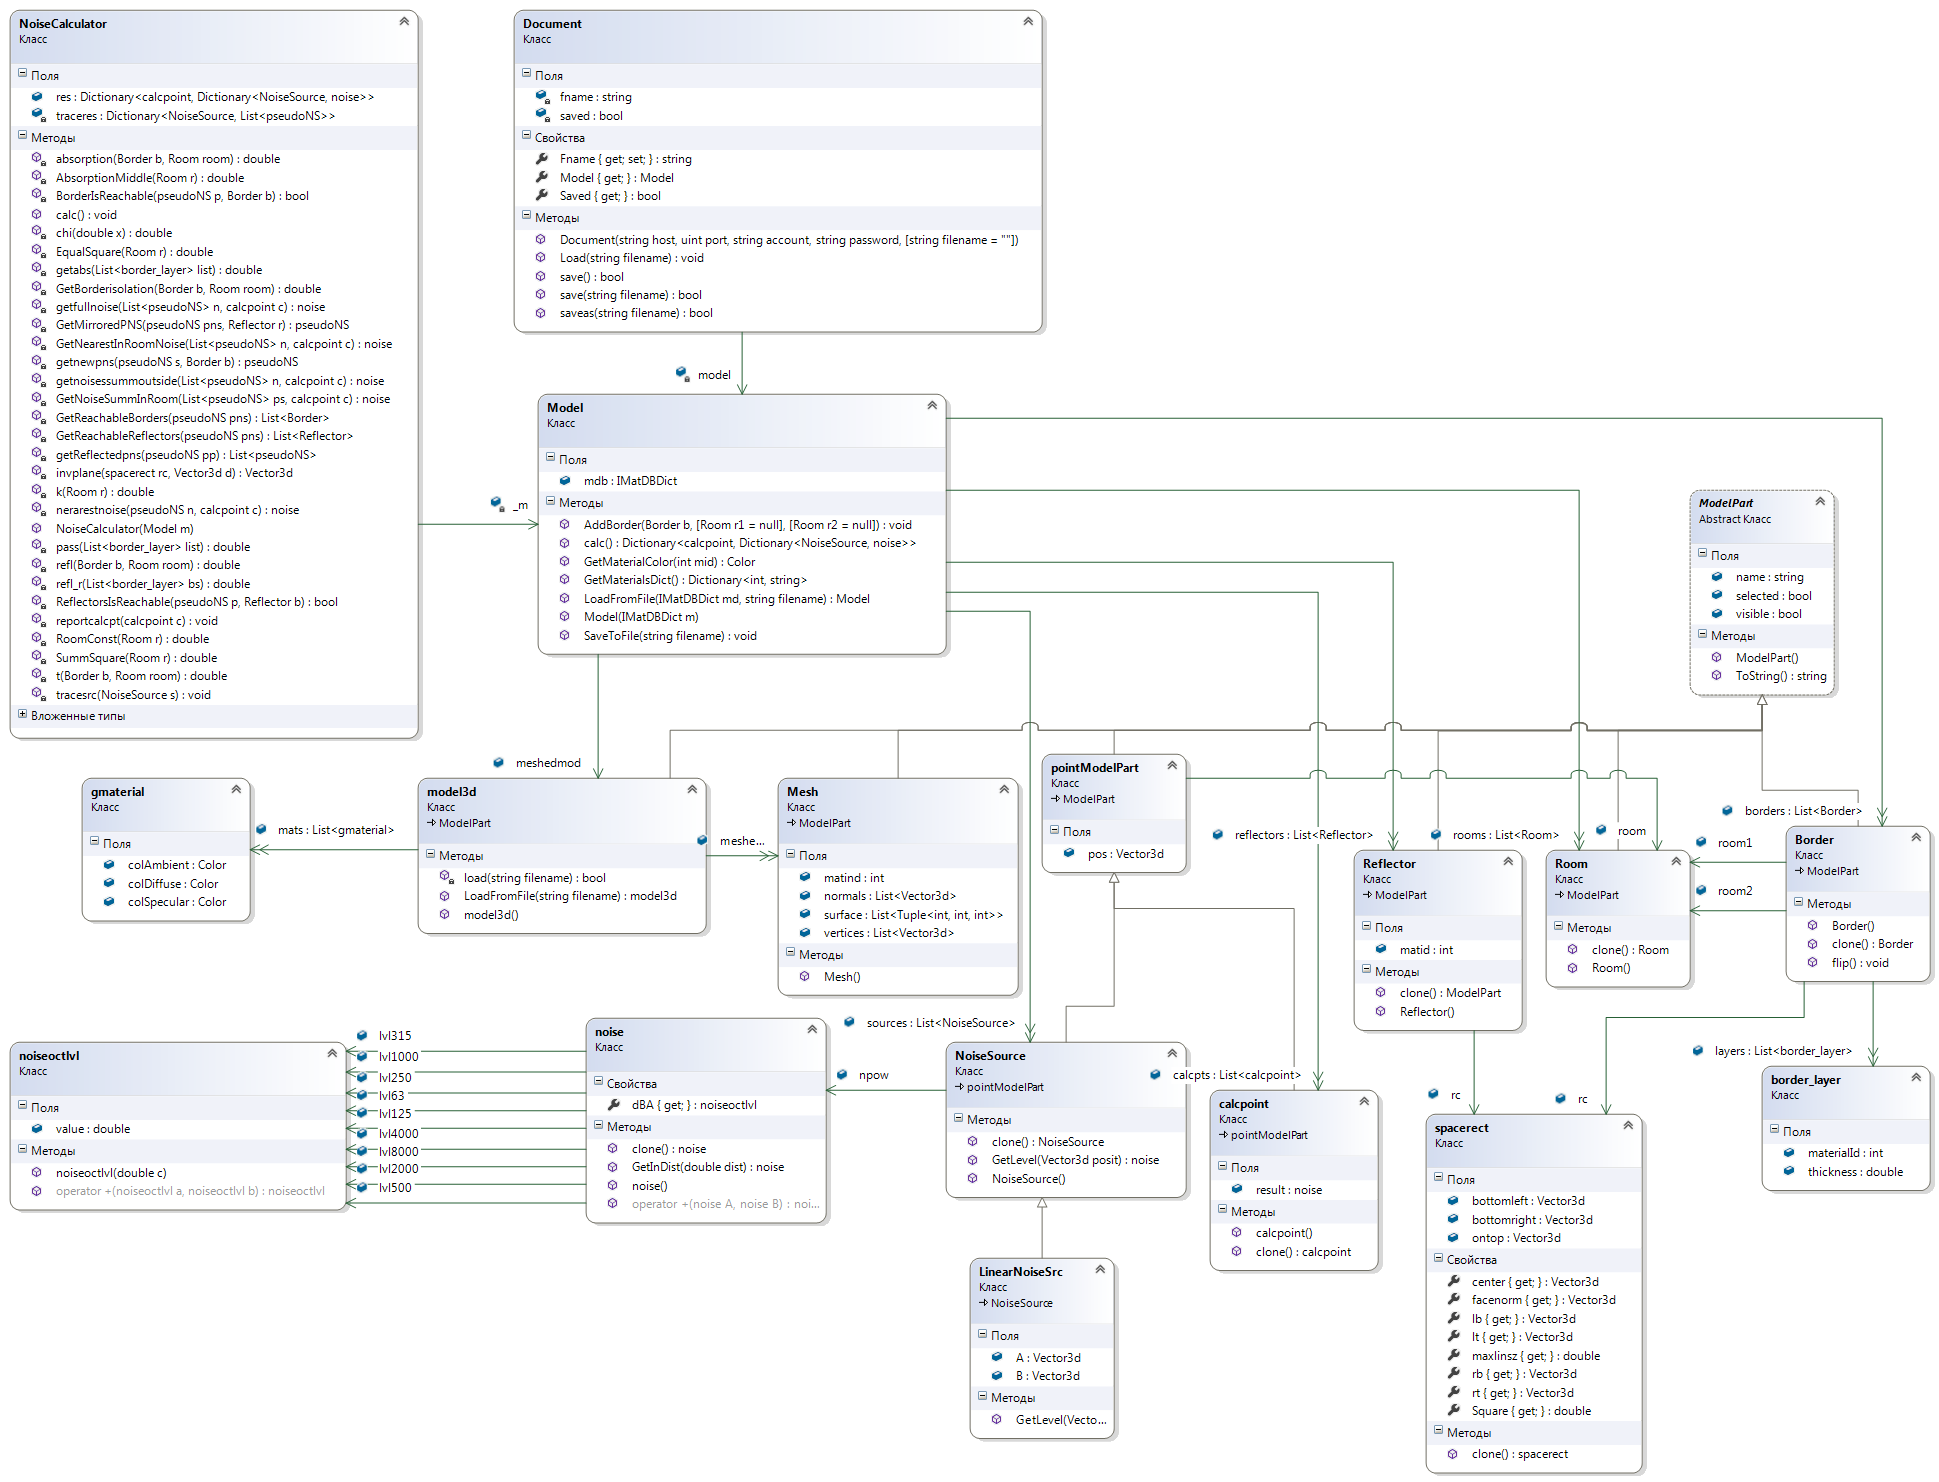 NoiseCalculator
Класс
Поля
res : Dictionary<calcpoint, Dictionary<NoiseSource, noise>>
traceres : Dictionary<NoiseSource, List<pseudoNS>>
Методы
absorption(Border b, Room room) : double
AbsorptionMiddle(Room r) : double
BorderIsReachable(pseudoNS p, Border b) : bool
calc() : void
chi(double x) : double
EqualSquare(Room r) : double
getabs(List<border_layer> list) : double
GetBorderisolation(Border b, Room room) : double
getfullnoise(List<pseudoNS> n, calcpoint c) : noise
GetMirroredPNS(pseudoNS pns, Reflector r) : pseudoNS
GetNearestInRoomNoise(List<pseudoNS> n, calcpoint c) : noise
getnewpns(pseudoNS s, Border b) : pseudoNS
getnoisessummoutside(List<pseudoNS> n, calcpoint c) : noise
GetNoiseSummInRoom(List<pseudoNS> ps, calcpoint c) : noise
GetReachableBorders(pseudoNS pns) : List<Border>
GetReachableReflectors(pseudoNS pns) : List<Reflector>
getReflectedpns(pseudoNS pp) : List<pseudoNS>
invplane(spacerect rc, Vector3d d) : Vector3d
k(Room r) : double
nerarestnoise(pseudoNS n, calcpoint c) : noise
NoiseCalculator(Model m)
pass(List<border_layer> list) : double
refl(Border b, Room room) : double
refl_r(List<border_layer> bs) : double
ReflectorsIsReachable(pseudoNS p, Reflector b) : bool
reportcalcpt(calcpoint c) : void
RoomConst(Room r) : double
SummSquare(Room r) : double
t(Border b, Room room) : double
tracesrc(NoiseSource s) : void
Вложенные типы
Document
Класс
Поля
fname : string
saved : bool
Свойства
Fname { get; set; } : string
Model { get; } : Model
Saved { get; } : bool
Методы
Document(string host, uint port, string account, string password, [string filename = ""])
Load(string filename) : void
save() : bool
save(string filename) : bool
saveas(string filename) : bool
model
_m
Model
Класс
Поля
mdb : IMatDBDict
Методы
AddBorder(Border b, [Room r1 = null], [Room r2 = null]) : void
calc() : Dictionary<calcpoint, Dictionary<NoiseSource, noise>>
GetMaterialColor(int mid) : Color
GetMaterialsDict() : Dictionary<int, string>
LoadFromFile(IMatDBDict md, string filename) : Model
Model(IMatDBDict m)
SaveToFile(string filename) : void
ModelPart
Abstract Класс
Поля
name : string
selected : bool
visible : bool
Методы
ModelPart()
ToString() : string
meshedmod
gmaterial
Класс
Поля
colAmbient : Color
colDiffuse : Color
colSpecular : Color
mats : List<gmaterial>
model3d
Класс
ModelPart
Методы
load(string filename) : bool
LoadFromFile(string filename) : model3d
model3d()
meshe...
Mesh
Класс
ModelPart
Поля
matind : int
normals : List<Vector3d>
surface : List<Tuple<int, int, int>>
vertices : List<Vector3d>
Методы
Mesh()
pointModelPart
Класс
ModelPart
Поля
pos : Vector3d
reflectors : List<Reflector>
rooms : List<Room>
room
borders : List<Border>
Reflector
Класс
ModelPart
Поля
matid : int
Методы
clone() : ModelPart
Reflector()
Room
Класс
ModelPart
Методы
clone() : Room
Room()
room1
room2
Border
Класс
ModelPart
Методы
Border()
clone() : Border
flip() : void
noiseoctlvl
Класс
Поля
value : double
Методы
noiseoctlvl(double c)
operator +(noiseoctlvl a, noiseoctlvl b) : noiseoctlvl
lvl315
lvl1000
lvl250
lvl63
lvl125
lvl4000
lvl8000
lvl2000
lvl500
noise
Класс
Свойства
dBA { get; } : noiseoctlvl
Методы
clone() : noise
GetInDist(double dist) : noise
noise()
operator +(noise A, noise B) : noi...
npow
sources : List<NoiseSource>
NoiseSource
Класс
pointModelPart
Методы
clone() : NoiseSource
GetLevel(Vector3d posit) : noise
NoiseSource()
calcpts : List<calcpoint>
calcpoint
Класс
pointModelPart
Поля
result : noise
Методы
calcpoint()
clone() : calcpoint
LinearNoiseSrc
Класс
NoiseSource
Поля
A : Vector3d
B : Vector3d
Методы
GetLevel(Vecto...
rc
rc
spacerect
Класс
Поля
bottomleft : Vector3d
bottomright : Vector3d
ontop : Vector3d
Свойства
center { get; } : Vector3d
facenorm { get; } : Vector3d
lb { get; } : Vector3d
lt { get; } : Vector3d
maxlinsz { get; } : double
rb { get; } : Vector3d
rt { get; } : Vector3d
Square { get; } : double
Методы
clone() : spacerect
layers : List<border_layer>
border_layer
Класс
Поля
materialId : int
thickness : double